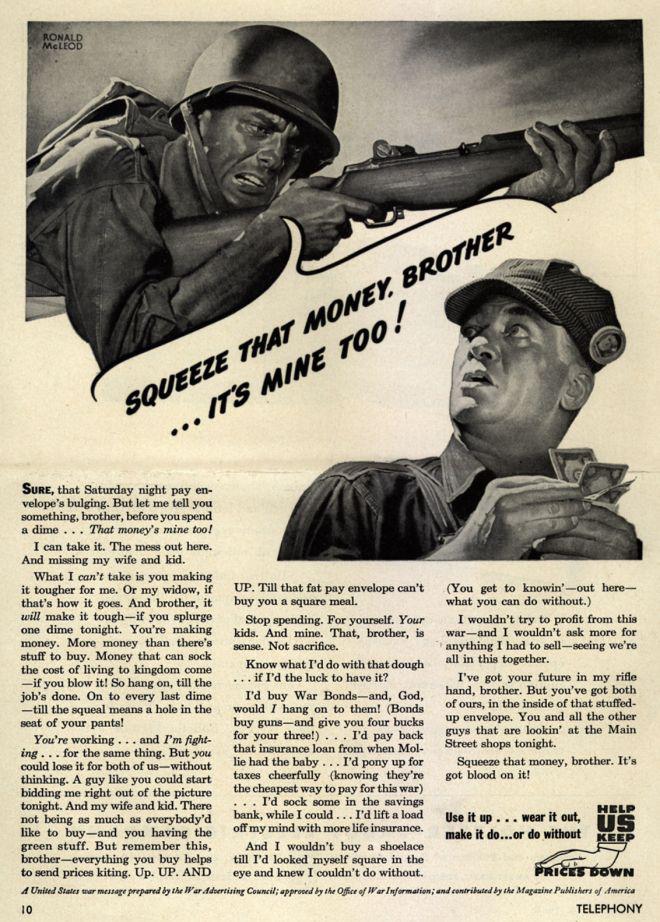 RONALD
McLEOD
SQUEEZE THAT MONEY, BROTHER
... IT'S MINE TOO!
SURE, that Saturday night pay en-
velope's bulging. But let me tell you
something, brother, before you spend
a dime . . . That money's mine too!
I can take it. The mess out here.
And missing my wife and kid.
What I can't take is you making
it tougher for me. Or my widow, if
that's how it goes. And brother, it
will make it tough—if you splurge
one dime tonight. You're making
money. More money than there's
stuff to buy. Money that can sock
the cost of living to kingdom come
—if you blow it! So hang on, till the
job's done. On to every last dime
—till the squeal means a hole in the
seat of your pants!
You're working . . . and I'm fight-
ing . . . for the same thing. But you
could lose it for both of us—without
thinking. A guy like you could start
bidding me right out of the picture
tonight. And my wife and kid. There
not being as much as everybody'd
like to buy—and you having the
green stuff. But remember this,
brother—everything you buy helps
to send prices kiting. Up. UP. AND
UP. Till that fat pay envelope can't
buy you a square meal.
Stop spending. For yourself. Your
kids. And mine. That, brother, is
sense. Not sacrifice.
Know what I'd do with that dough
. . . if I'd the luck to have it?
I'd buy War Bonds—and, God,
would I hang on to them! (Bonds
buy guns—and give you four bucks
for your three!) . . . I'd pay back
that insurance loan from when Mol-
lie had the baby . . . I'd pony up for
taxes cheerfully (knowing they're
the cheapest way to pay for this war)
. . . I'd sock some in the savings
bank, while I could . . . I'd lift a load
off my mind with more life insurance.
And I wouldn't buy a shoelace
till I'd looked myself square in the
eye and knew I couldn't do without.
(You get to knowin'—out here—
what you can do without.)
I wouldn't try to profit from this
war—and I wouldn't ask more for
anything I had to sell—seeing we're
all in this together.
I've got your future in my rifle
hand, brother. But you've got both
of ours, in the inside of that stuffed-
up envelope. You and all the other
guys that are lookin' at the Main
Street shops tonight.
Squeeze that money, brother. It's
got blood on it!
Use it up . . . wear it out,
make it do...or do without
HELP
US
KEEP
PRICES DOWN
A United States war message prepared by the War Advertising Council; approved by the Office of War Information; and contributed by the Magazine Publishers of America
10
TELEPHONY